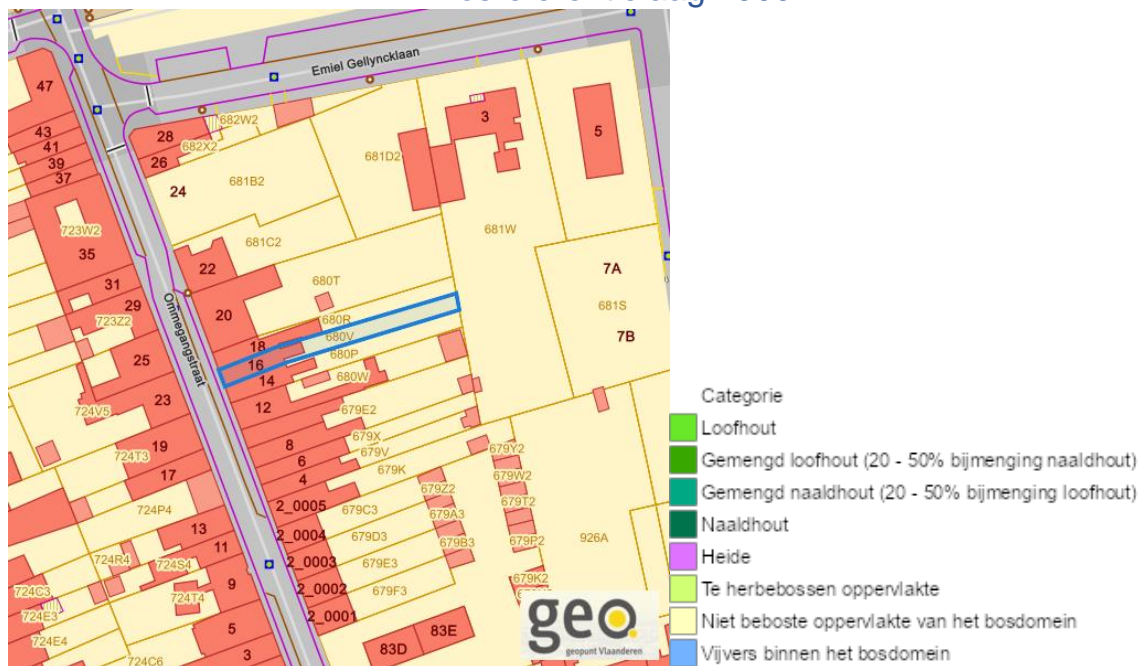 Emiel Gellyncklaan
47
43
41
39
37
28
26
682W2
682X2
24
681B2
681D2
3
5
681W
723W2
35
681C2
22
31
29
723Z2
Ommegangstraat
20
680T
7A
681S
7B
680R
18
680V
16
680P
14
680W
25
12
679E2
724V5
23
8
679X
679V
6
679K
4
19
724T3
17
679Y2
679W2
679Z2
679T2
2_0005
679C3
679A3
724P4
13
2_0004
679D3
679B3
679P2
926A
11
724R4
724S4
2_0003
679E3
9
679K2
724C3
724T4
2_0002
679F3
724E3
2_0001
5
83E
724E4
83D
724C6
3
geo
geopunt Vlaanderen
Categorie
Loofhout
Gemengd loofhout (20 - 50% bijmenging naaldhout)
Gemengd naaldhout (20 - 50% bijmenging loofhout)
Naaldhout
Heide
Te herbebossen oppervlakte
Niet beboste oppervlakte van het bosdomein
Vijvers binnen het bosdomein